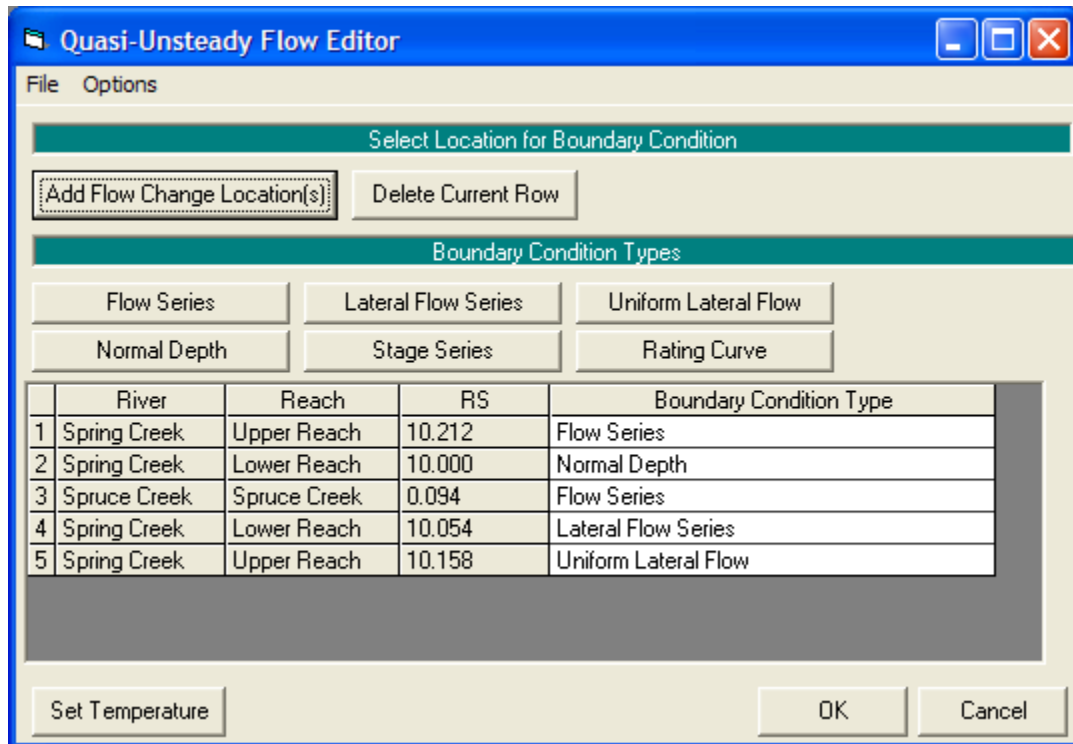 Quasi-Unsteady Flow Editor
File Options
Select Location for Boundary Condition
Add Flow Change Location(s) Delete Current Row
Boundary Condition Types
Flow Series Lateral Flow Series Uniform Lateral Flow
Normal Depth Stage Series Rating Curve
River Reach RS Boundary Condition Type
1 Spring Creek Upper Reach 10.212 Flow Series
2 Spring Creek Lower Reach 10.000 Normal Depth
3 Spruce Creek Spruce Creek 0.094 Flow Series
4 Spring Creek Lower Reach 10.054 Lateral Flow Series
5 Spring Creek Upper Reach 10.158 Uniform Lateral Flow
Set Temperature OK Cancel